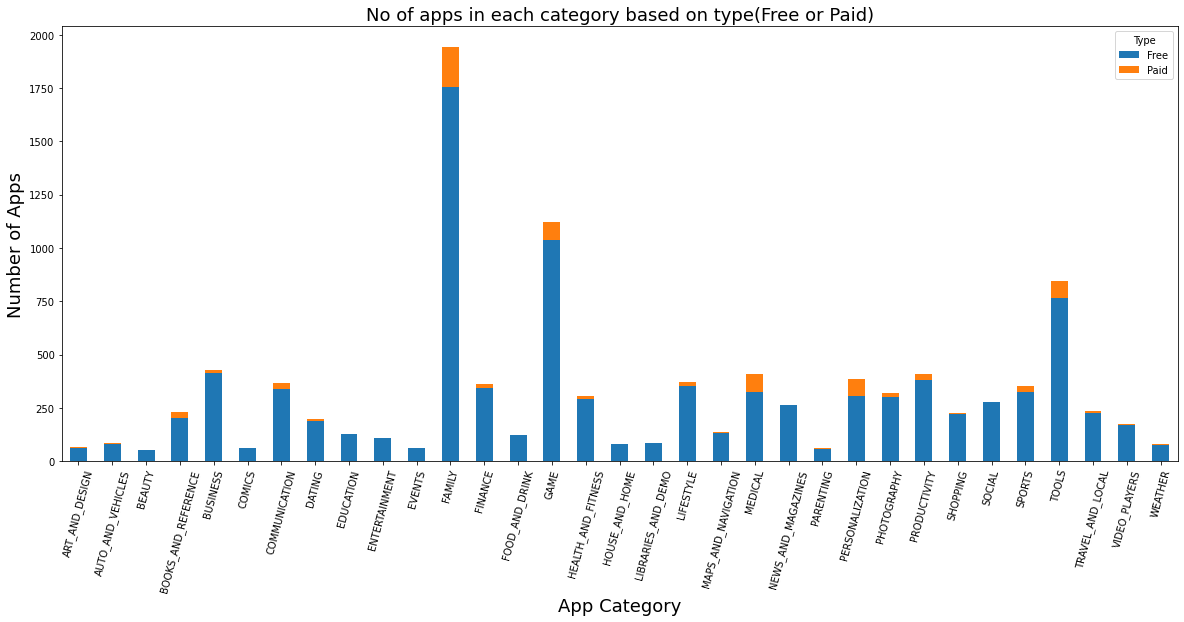 No of apps in each category based on type(Free or Paid)
Type
Free
Paid
Number of Apps
2000
1750
1500
1250
1000
750
500
250
0
ART_AND_DESIGN
AUTO_AND_VEHICLES
BEAUTY
BOOKS_AND_REFERENCE
BUSINESS
COMICS
COMMUNICATION
DATING
EDUCATION
ENTERTAINMENT
EVENTS
FAMILY
FINANCE
FOOD_AND_DRINK
GAME
HEALTH_AND_FITNESS
HOUSE_AND_HOME
LIBRARIES_AND_DEMO
LIFESTYLE
MAPS_AND_NAVIGATION
MEDICAL
NEWS_AND_MAGAZINES
PARENTING
PERSONALIZATION
PHOTOGRAPHY
PRODUCTIVITY
SHOPPING
SOCIAL
SPORTS
TOOLS
TRAVEL_AND_LOCAL
VIDEO_PLAYERS
WEATHER
App Category